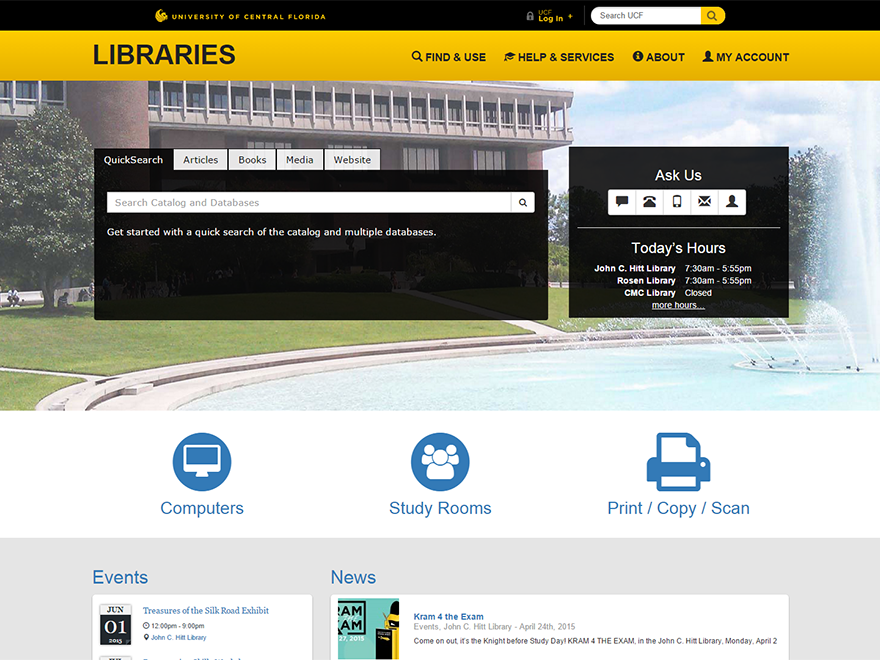 UNIVERSITY OF CENTRAL FLORIDA
UCF
Log In +
Search UCF
LIBRARIES
FIND & USE
HELP & SERVICES
ABOUT
MY ACCOUNT
QuickSearch
Articles
Books
Media
Website
Search Catalog and Databases
Get started with a quick search of the catalog and multiple databases.
Ask Us
Today's Hours
John C. Hitt Library 7:30am - 5:55pm
Rosen Library 7:30am - 5:55pm
CMC Library Closed
more hours...
Computers
Study Rooms
Print / Copy / Scan
Events
JUN
01
2015
Treasures of the Silk Road Exhibit
12:00pm - 9:00pm
John C. Hitt Library
News
27, 2015
Kram 4 the Exam
Events, John C. Hitt Library - April 24th, 2015
Come on out, it's the Knight before Study Day! KRAM 4 THE EXAM, in the John C. Hitt Library, Monday, April 2